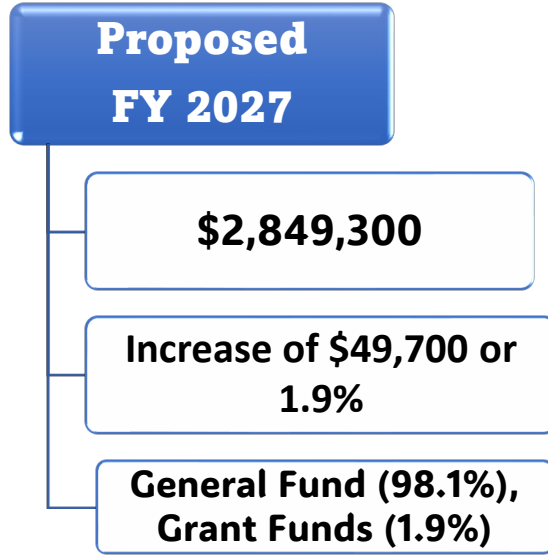 Proposed
FY 2027
$2,849,300
Increase of $49,700 or
1.9%
General Fund (98.1%),
Grant Funds (1.9%)